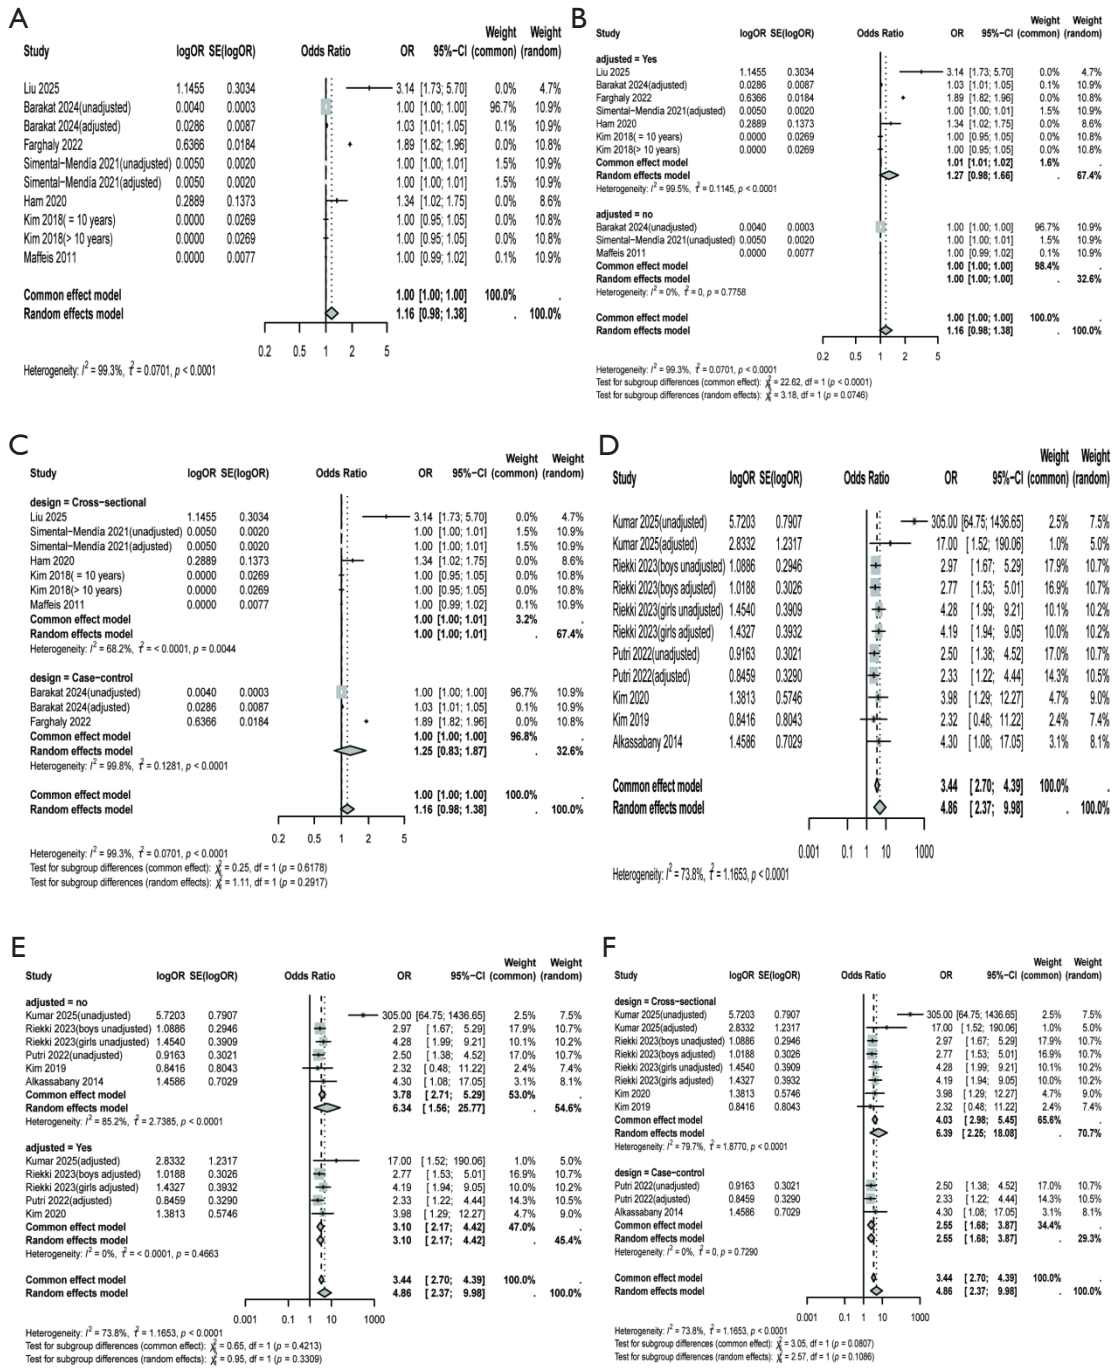 A
Weight Weight
Study logOR SE(logOR) Odds Ratio OR 95%−CI (common) (random)
Liu 2025 1.1455 0.3034 3.14 [1.73; 5.70] 0.0% 4.7%
Barakat 2024(unadjusted) 0.0040 0.0003 1.00 [1.00; 1.00] 96.7% 10.9%
Barakat 2024(adjusted) 0.0286 0.0087 1.03 [1.01; 1.05] 0.1% 10.9%
Farghaly 2022 0.6366 0.0184 1.89 [1.82; 1.96] 0.0% 10.8%
Simental−Mendía 2021(unadjusted) 0.0050 0.0020 1.00 [1.00; 1.01] 1.5% 10.9%
Simental−Mendía 2021(adjusted) 0.0050 0.0020 1.00 [1.00; 1.01] 1.5% 10.9%
Ham 2020 0.2889 0.1373 1.34 [1.02; 1.75] 0.0% 8.6%
Kim 2018( = 10 years) 0.0000 0.0269 1.00 [0.95; 1.05] 0.0% 10.8%
Kim 2018(> 10 years) 0.0000 0.0269 1.00 [0.95; 1.05] 0.0% 10.8%
Maffeis 2011 0.0000 0.0077 1.00 [0.99; 1.02] 0.1% 10.9%
Common effect model 1.00 [1.00; 1.00] 100.0% .
Random effects model 1.16 [0.98; 1.38] . 100.0%
0.2 0.5 1 2 5
Heterogeneity: I² = 99.3%, τ² = 0.0701, p < 0.0001
B
Weight Weight
Study logOR SE(logOR) Odds Ratio OR 95%−CI (common) (random)
adjusted = Yes
Liu 2025 1.1455 0.3034 3.14 [1.73; 5.70] 0.0% 4.7%
Barakat 2024(adjusted) 0.0286 0.0087 1.03 [1.01; 1.05] 0.1% 10.9%
Farghaly 2022 0.6366 0.0184 1.89 [1.82; 1.96] 0.0% 10.8%
Simental−Mendía 2021(adjusted) 0.0050 0.0020 1.00 [1.00; 1.01] 1.5% 10.9%
Ham 2020 0.2889 0.1373 1.34 [1.02; 1.75] 0.0% 8.6%
Kim 2018( = 10 years) 0.0000 0.0269 1.00 [0.95; 1.05] 0.0% 10.8%
Kim 2018(> 10 years) 0.0000 0.0269 1.00 [0.95; 1.05] 0.0% 10.8%
Common effect model 1.01 [1.01; 1.02] 1.6% .
Random effects model 1.27 [0.98; 1.66] . 67.4%
Heterogeneity: I² = 99.5%, τ² = 0.1145, p < 0.0001
adjusted = no
Barakat 2024(unadjusted) 0.0040 0.0003 1.00 [1.00; 1.00] 96.7% 10.9%
Simental−Mendía 2021(unadjusted) 0.0050 0.0020 1.00 [1.00; 1.01] 1.5% 10.9%
Maffeis 2011 0.0000 0.0077 1.00 [0.99; 1.02] 0.1% 10.9%
Common effect model 1.00 [1.00; 1.00] 98.4% .
Random effects model 1.00 [1.00; 1.00] . 32.6%
Heterogeneity: I² = 0%, τ² = 0, p = 0.7758
Common effect model 1.00 [1.00; 1.00] 100.0% .
Random effects model 1.16 [0.98; 1.38] . 100.0%
0.2 0.5 1 2 5
Heterogeneity: I² = 99.3%, τ² = 0.0701, p < 0.0001
Test for subgroup differences (common effect): χ²₁ = 22.62, df = 1 (p < 0.0001)
Test for subgroup differences (random effects): χ²₁ = 3.18, df = 1 (p = 0.0746)
C
Weight Weight
Study logOR SE(logOR) Odds Ratio OR 95%−CI (common) (random)
design = Cross−sectional
Liu 2025 1.1455 0.3034 3.14 [1.73; 5.70] 0.0% 4.7%
Simental−Mendía 2021(unadjusted) 0.0050 0.0020 1.00 [1.00; 1.01] 1.5% 10.9%
Simental−Mendía 2021(adjusted) 0.0050 0.0020 1.00 [1.00; 1.01] 1.5% 10.9%
Ham 2020 0.2889 0.1373 1.34 [1.02; 1.75] 0.0% 8.6%
Kim 2018( = 10 years) 0.0000 0.0269 1.00 [0.95; 1.05] 0.0% 10.8%
Kim 2018(> 10 years) 0.0000 0.0269 1.00 [0.95; 1.05] 0.0% 10.8%
Maffeis 2011 0.0000 0.0077 1.00 [0.99; 1.02] 0.1% 10.9%
Common effect model 1.00 [1.00; 1.01] 3.2% .
Random effects model 1.00 [1.00; 1.01] . 67.4%
Heterogeneity: I² = 68.2%, τ² = < 0.0001, p = 0.0044
design = Case−control
Barakat 2024(unadjusted) 0.0040 0.0003 1.00 [1.00; 1.00] 96.7% 10.9%
Barakat 2024(adjusted) 0.0286 0.0087 1.03 [1.01; 1.05] 0.1% 10.9%
Farghaly 2022 0.6366 0.0184 1.89 [1.82; 1.96] 0.0% 10.8%
Common effect model 1.00 [1.00; 1.00] 96.8% .
Random effects model 1.25 [0.83; 1.87] . 32.6%
Heterogeneity: I² = 99.8%, τ² = 0.1281, p < 0.0001
Common effect model 1.00 [1.00; 1.00] 100.0% .
Random effects model 1.16 [0.98; 1.38] . 100.0%
0.2 0.5 1 2 5
Heterogeneity: I² = 99.3%, τ² = 0.0701, p < 0.0001
Test for subgroup differences (common effect): χ²₁ = 0.25, df = 1 (p = 0.6178)
Test for subgroup differences (random effects): χ²₁ = 1.11, df = 1 (p = 0.2917)
D
Weight Weight
Study logOR SE(logOR) Odds Ratio OR 95%−CI (common) (random)
Kumar 2025(unadjusted) 5.7203 0.7907 305.00 [64.75; 1436.65] 2.5% 7.5%
Kumar 2025(adjusted) 2.8332 1.2317 17.00 [1.52; 190.06] 1.0% 5.0%
Riekki 2023(boys unadjusted) 1.0886 0.2946 2.97 [1.67; 5.29] 17.9% 10.7%
Riekki 2023(boys adjusted) 1.0188 0.3026 2.77 [1.53; 5.01] 16.9% 10.7%
Riekki 2023(girls unadjusted) 1.4540 0.3909 4.28 [1.99; 9.21] 10.1% 10.2%
Riekki 2023(girls adjusted) 1.4327 0.3932 4.19 [1.94; 9.05] 10.0% 10.2%
Putri 2022(unadjusted) 0.9163 0.3021 2.50 [1.38; 4.52] 17.0% 10.7%
Putri 2022(adjusted) 0.8459 0.3290 2.33 [1.22; 4.44] 14.3% 10.5%
Kim 2020 1.3813 0.5746 3.98 [1.29; 12.27] 4.7% 9.0%
Kim 2019 0.8416 0.8043 2.32 [0.48; 11.22] 2.4% 7.4%
Alkassabany 2014 1.4586 0.7029 4.30 [1.08; 17.05] 3.1% 8.1%
Common effect model 3.44 [2.70; 4.39] 100.0% .
Random effects model 4.86 [2.37; 9.98] . 100.0%
0.001 0.1 1 10 1000
Heterogeneity: I² = 73.8%, τ² = 1.1653, p < 0.0001
E
Weight Weight
Study logOR SE(logOR) Odds Ratio OR 95%−CI (common) (random)
adjusted = no
Kumar 2025(unadjusted) 5.7203 0.7907 305.00 [64.75; 1436.65] 2.5% 7.5%
Riekki 2023(boys unadjusted) 1.0886 0.2946 2.97 [1.67; 5.29] 17.9% 10.7%
Riekki 2023(girls unadjusted) 1.4540 0.3909 4.28 [1.99; 9.21] 10.1% 10.2%
Putri 2022(unadjusted) 0.9163 0.3021 2.50 [1.38; 4.52] 17.0% 10.7%
Kim 2019 0.8416 0.8043 2.32 [0.48; 11.22] 2.4% 7.4%
Alkassabany 2014 1.4586 0.7029 4.30 [1.08; 17.05] 3.1% 8.1%
Common effect model 3.78 [2.71; 5.29] 53.0% .
Random effects model 6.34 [1.56; 25.77] . 54.6%
Heterogeneity: I² = 85.2%, τ² = 2.7385, p < 0.0001
adjusted = Yes
Kumar 2025(adjusted) 2.8332 1.2317 17.00 [1.52; 190.06] 1.0% 5.0%
Riekki 2023(boys adjusted) 1.0188 0.3026 2.77 [1.53; 5.01] 16.9% 10.7%
Riekki 2023(girls adjusted) 1.4327 0.3932 4.19 [1.94; 9.05] 10.0% 10.2%
Putri 2022(adjusted) 0.8459 0.3290 2.33 [1.22; 4.44] 14.3% 10.5%
Kim 2020 1.3813 0.5746 3.98 [1.29; 12.27] 4.7% 9.0%
Common effect model 3.10 [2.17; 4.42] 47.0% .
Random effects model 3.10 [2.17; 4.42] . 45.4%
Heterogeneity: I² = 0%, τ² = < 0.0001, p = 0.4663
Common effect model 3.44 [2.70; 4.39] 100.0% .
Random effects model 4.86 [2.37; 9.98] . 100.0%
0.001 0.1 1 10 1000
Heterogeneity: I² = 73.8%, τ² = 1.1653, p < 0.0001
Test for subgroup differences (common effect): χ²₁ = 0.65, df = 1 (p = 0.4213)
Test for subgroup differences (random effects): χ²₁ = 0.95, df = 1 (p = 0.3309)
F
Weight Weight
Study logOR SE(logOR) Odds Ratio OR 95%−CI (common) (random)
design = Cross−sectional
Kumar 2025(unadjusted) 5.7203 0.7907 305.00 [64.75; 1436.65] 2.5% 7.5%
Kumar 2025(adjusted) 2.8332 1.2317 17.00 [1.52; 190.06] 1.0% 5.0%
Riekki 2023(boys unadjusted) 1.0886 0.2946 2.97 [1.67; 5.29] 17.9% 10.7%
Riekki 2023(boys adjusted) 1.0188 0.3026 2.77 [1.53; 5.01] 16.9% 10.7%
Riekki 2023(girls unadjusted) 1.4540 0.3909 4.28 [1.99; 9.21] 10.1% 10.2%
Riekki 2023(girls adjusted) 1.4327 0.3932 4.19 [1.94; 9.05] 10.0% 10.2%
Kim 2020 1.3813 0.5746 3.98 [1.29; 12.27] 4.7% 9.0%
Kim 2019 0.8416 0.8043 2.32 [0.48; 11.22] 2.4% 7.4%
Common effect model 4.03 [2.98; 5.45] 65.6% .
Random effects model 6.39 [2.25; 18.08] . 70.7%
Heterogeneity: I² = 79.7%, τ² = 1.8770, p < 0.0001
design = Case−control
Putri 2022(unadjusted) 0.9163 0.3021 2.50 [1.38; 4.52] 17.0% 10.7%
Putri 2022(adjusted) 0.8459 0.3290 2.33 [1.22; 4.44] 14.3% 10.5%
Alkassabany 2014 1.4586 0.7029 4.30 [1.08; 17.05] 3.1% 8.1%
Common effect model 2.55 [1.68; 3.87] 34.4% .
Random effects model 2.55 [1.68; 3.87] . 29.3%
Heterogeneity: I² = 0%, τ² = 0, p = 0.7290
Common effect model 3.44 [2.70; 4.39] 100.0% .
Random effects model 4.86 [2.37; 9.98] . 100.0%
0.001 0.1 1 10 1000
Heterogeneity: I² = 73.8%, τ² = 1.1653, p < 0.0001
Test for subgroup differences (common effect): χ²₁ = 3.05, df = 1 (p = 0.0807)
Test for subgroup differences (random effects): χ²₁ = 2.57, df = 1 (p = 0.1086)